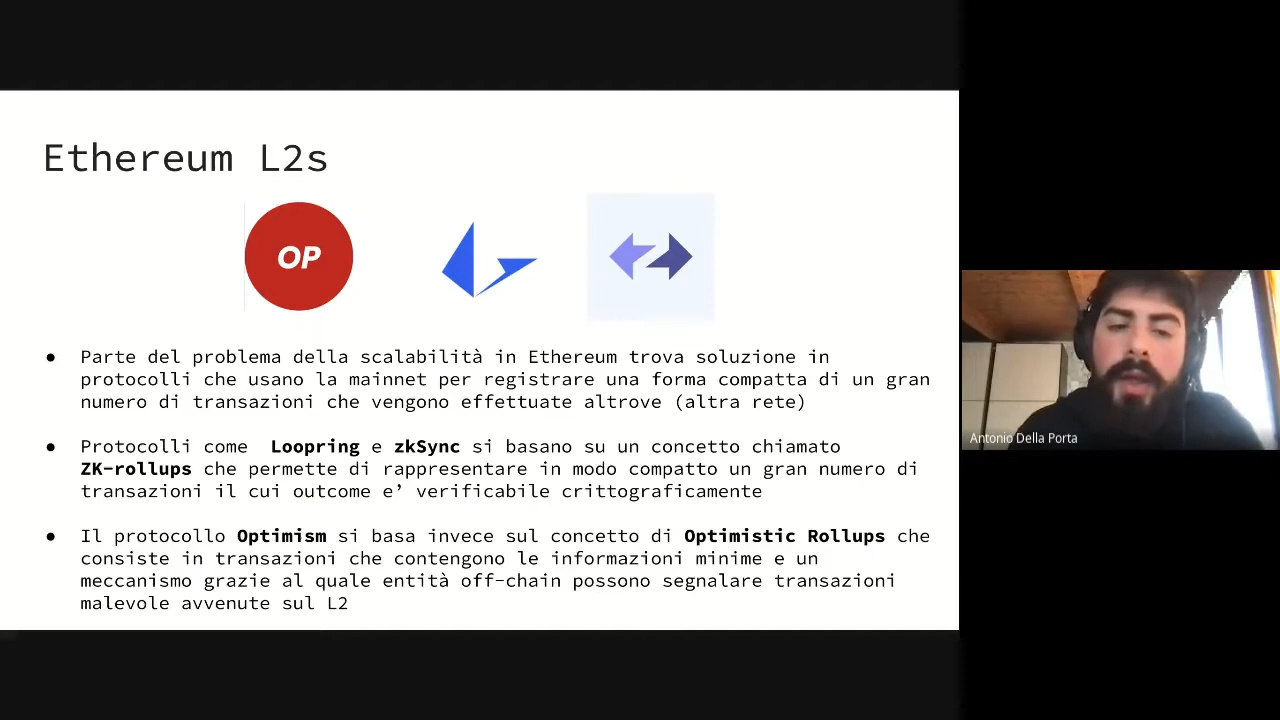 Ethereum L2s
OP
● Parte del problema della scalabilità in Ethereum trova soluzione in
protocolli che usano la mainnet per registrare una forma compatta di un gran
numero di transazioni che vengono effettuate altrove (altra rete)
● Protocolli come  Loopring e zkSync si basano su un concetto chiamato
ZK-rollups che permette di rappresentare in modo compatto un gran numero di
transazioni il cui outcome e’ verificabile crittograficamente
● Il protocollo Optimism si basa invece sul concetto di Optimistic Rollups che
consiste in transazioni che contengono le informazioni minime e un
meccanismo grazie al quale entità off-chain possono segnalare transazioni
malevole avvenute sul L2
Antonio Della Porta